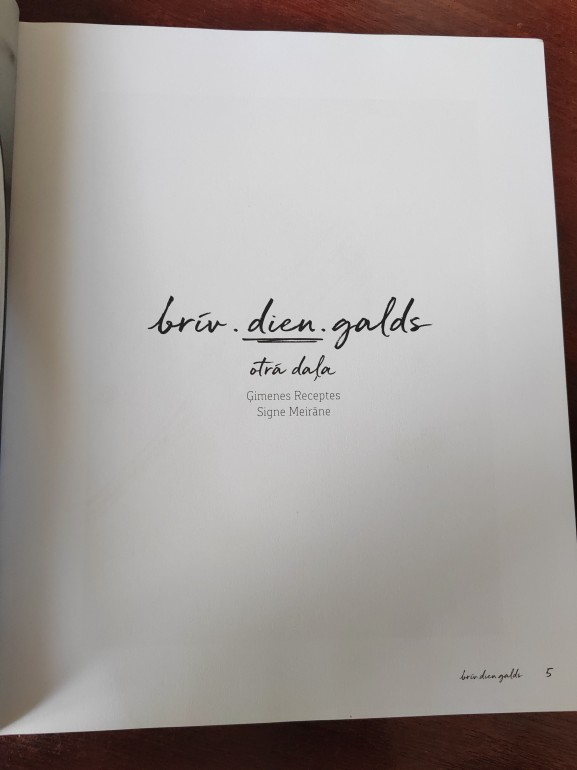 brīv.dien.galds
otrā daļa
Ģimenes Receptes
Signe Meirāne
brīv.dien.galds 5